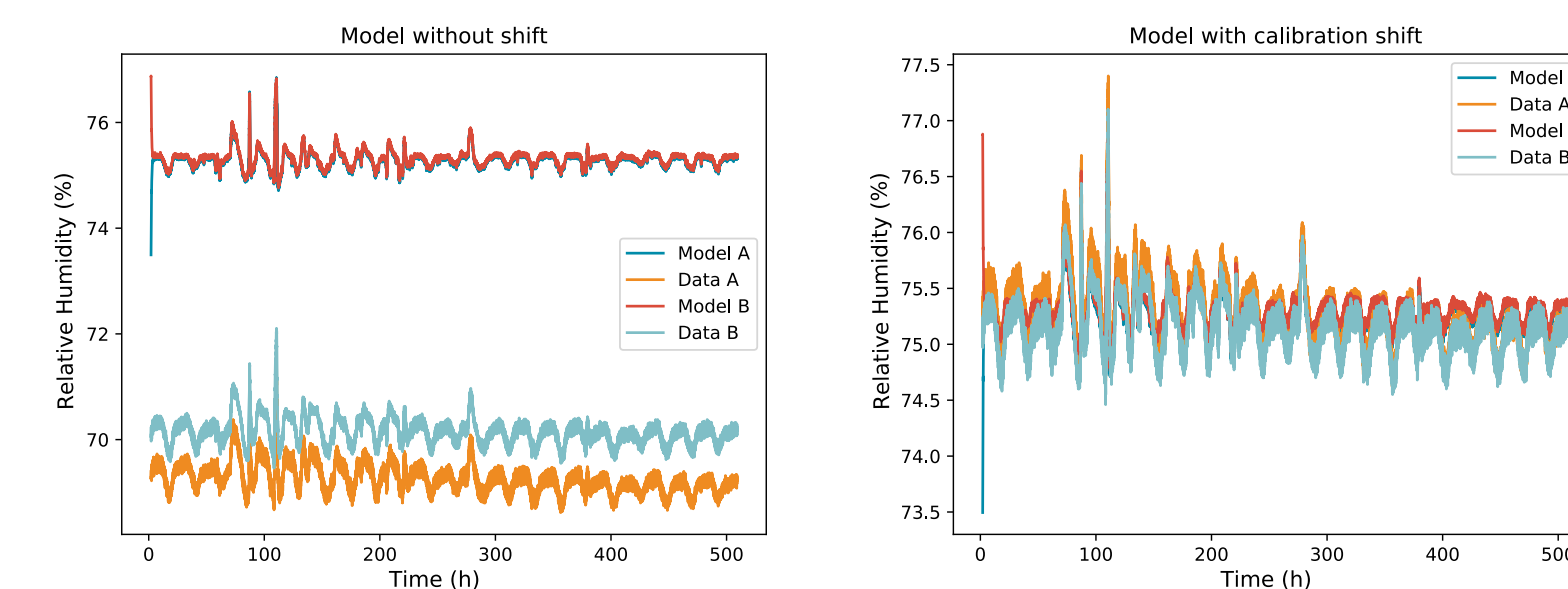 Model without shift
Relative Humidity (%)
76
74
72
70
0 100 200 300 400 500
Time (h)
Model A
Data A
Model B
Data B
Model with calibration shift
Relative Humidity (%)
77.5
77.0
76.5
76.0
75.5
75.0
74.5
74.0
73.5
0 100 200 300 400
Time (h)
Model
Data A
Model
Data B